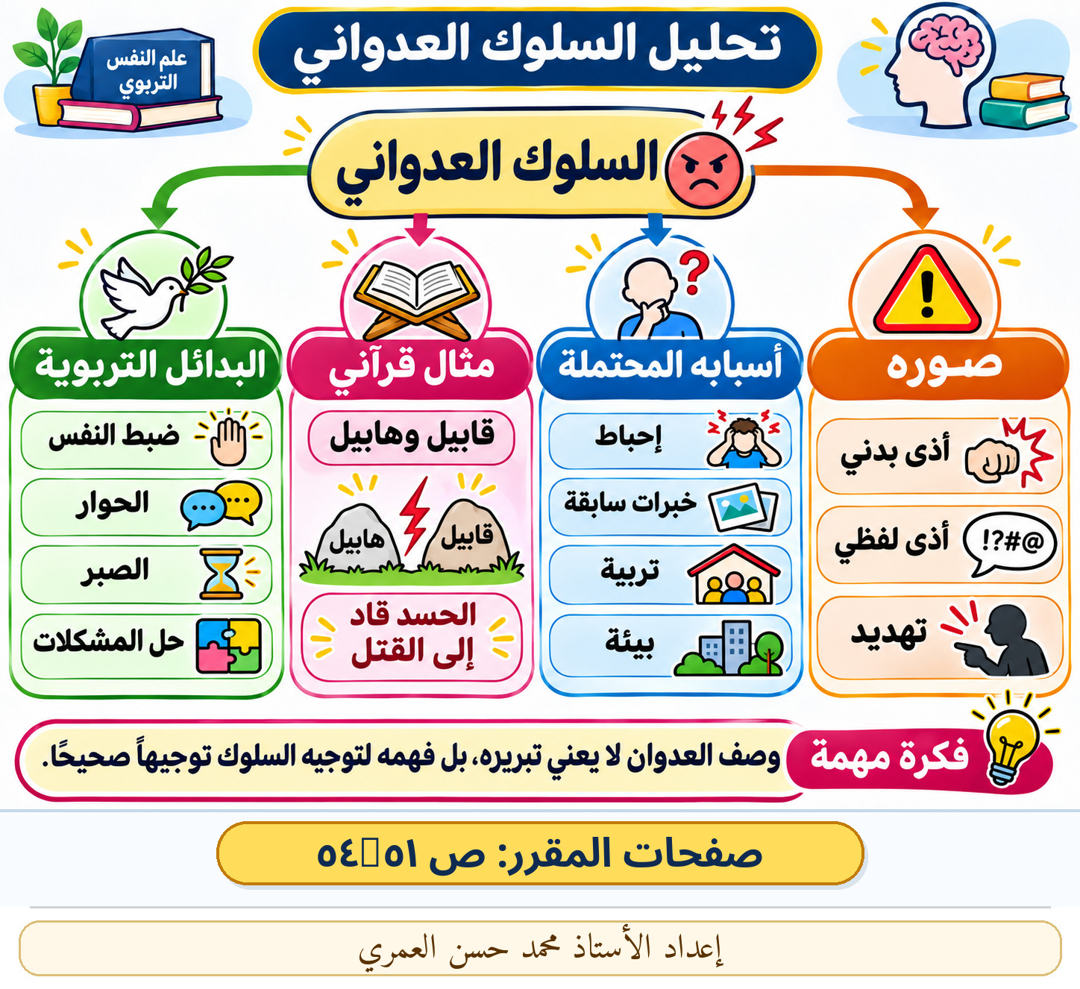 تحليل السلوك العدواني
علم النفس
التربوي
السلوك العدواني
صوره
أذى بدني
أذى لفظي
!?#@
تهديد
أسبابه المحتملة
?
إحباط
خبرات سابقة
تربية
بيئة
مثال قرآني
قابيل وهابيل
قابيل
هابيل
الحسد قاد
إلى القتل
البدائل التربوية
ضبط النفس
الحوار
الصبر
حل المشكلات
فكرة مهمة
وصف العدوان لا يعني تبريره، بل فهمه لتوجيه السلوك توجيهاً صحيحًا.
صفحات المقرر: ص ٥١▯٥٤
إعداد الأستاذ محمد حسن العمري